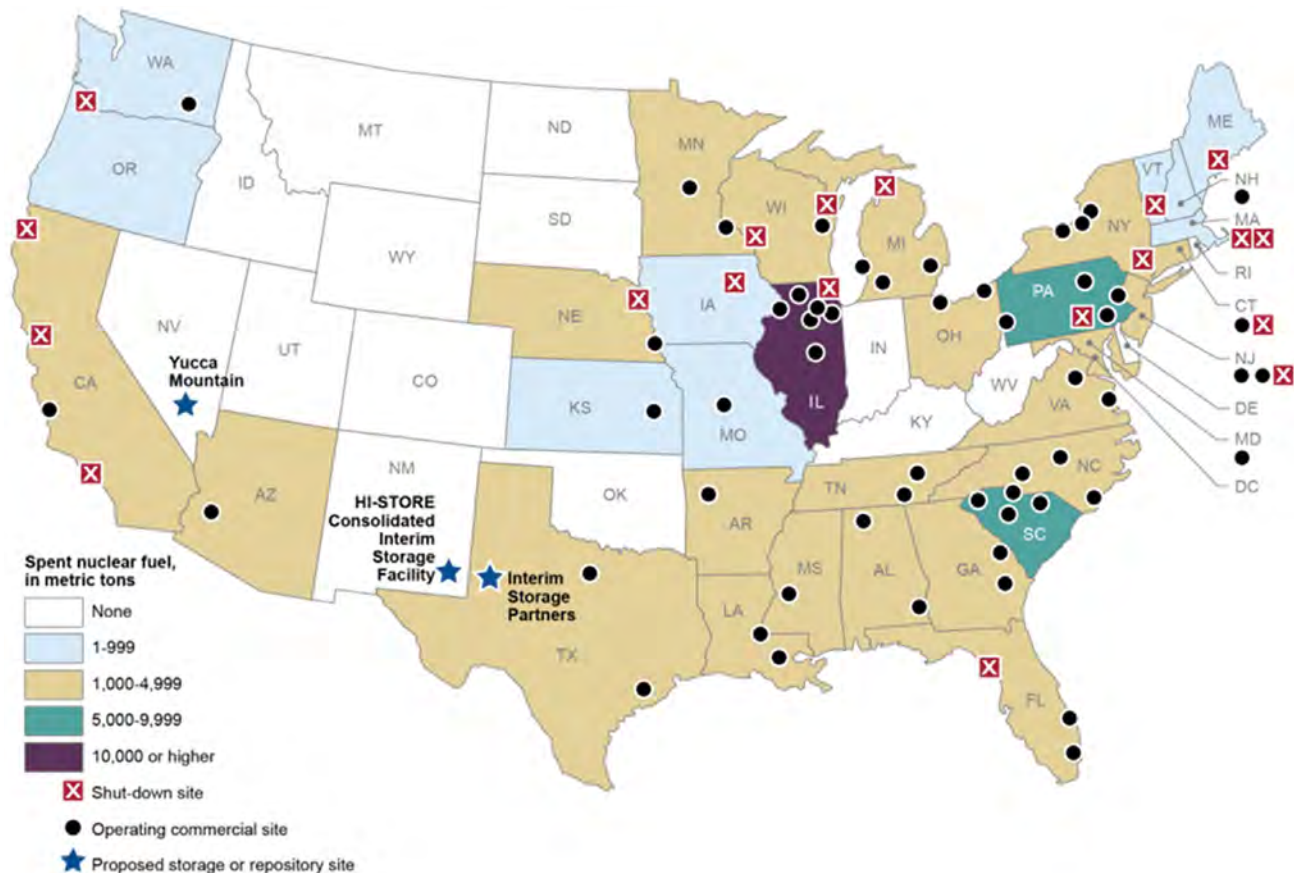 WA
MT
ND
MN
ME
VT
NH
OR
ID
SD
WI
MI
NY
MA
RI
WY
IA
PA
CT
NE
OH
NJ
NV
UT
CO
IL
IN
WV
DE
Yucca
Mountain
CA
KS
MO
KY
VA
MD
DC
AZ
NM
OK
TN
NC
HI-STORE
Consolidated
Interim
Storage
Facility
AR
SC
Interim
Storage
Partners
MS
AL
GA
LA
TX
FL
Spent nuclear fuel,
in metric tons
None
1-999
1,000-4,999
5,000-9,999
10,000 or higher
Shut-down site
Operating commercial site
Proposed storage or repository site